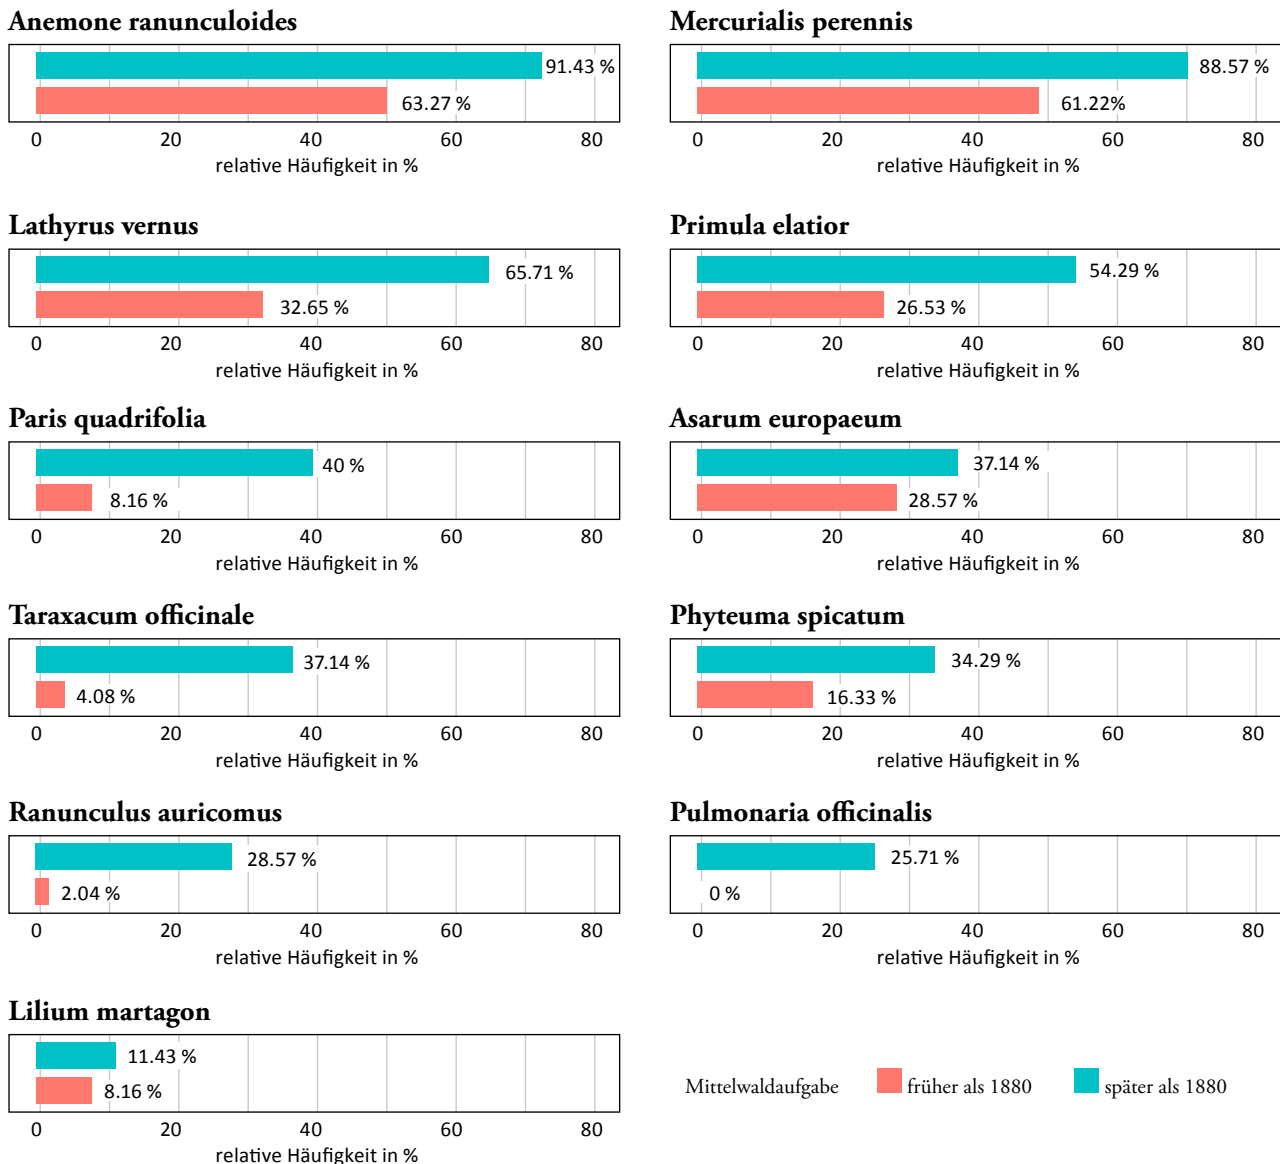 Anemone ranunculoides
91.43 %
63.27 %
0 20 40 60 80
relative Häufigkeit in %
Mercurialis perennis
88.57 %
61.22%
0 20 40 60 80
relative Häufigkeit in %
Lathyrus vernus
65.71 %
32.65 %
0 20 40 60 80
relative Häufigkeit in %
Primula elatior
54.29 %
26.53 %
0 20 40 60 80
relative Häufigkeit in %
Paris quadrifolia
40 %
8.16 %
0 20 40 60 80
relative Häufigkeit in %
Asarum europaeum
37.14 %
28.57 %
0 20 40 60 80
relative Häufigkeit in %
Taraxacum officinale
37.14 %
4.08 %
0 20 40 60 80
relative Häufigkeit in %
Phyteuma spicatum
34.29 %
16.33 %
0 20 40 60 80
relative Häufigkeit in %
Ranunculus auricomus
28.57 %
2.04 %
0 20 40 60 80
relative Häufigkeit in %
Pulmonaria officinalis
25.71 %
0 %
0 20 40 60 80
relative Häufigkeit in %
Lilium martagon
11.43 %
8.16 %
0 20 40 60 80
relative Häufigkeit in %
Mittelwaldaufgabe früher als 1880 später als 1880